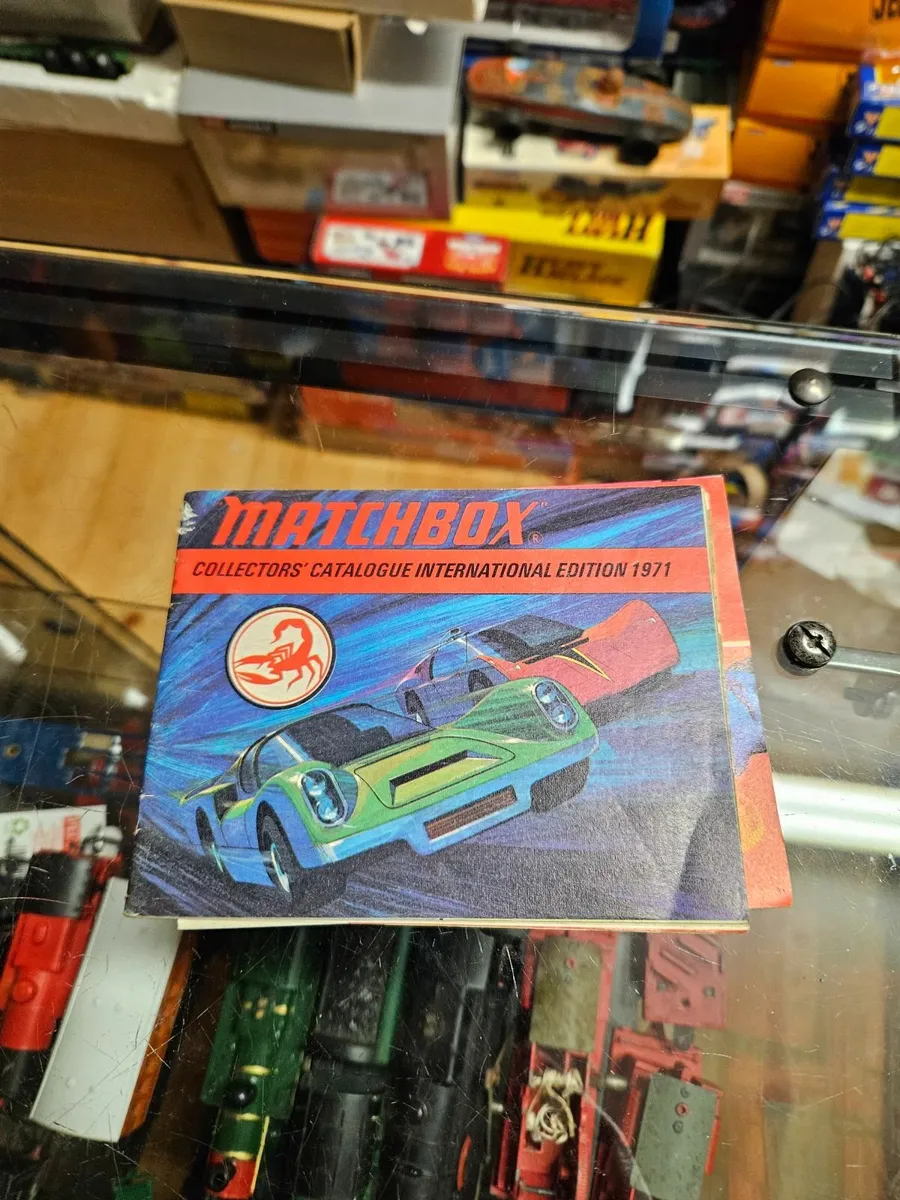 "MATCHBOX"®
COLLECTORS' CATALOGUE INTERNATIONAL EDITION 1971